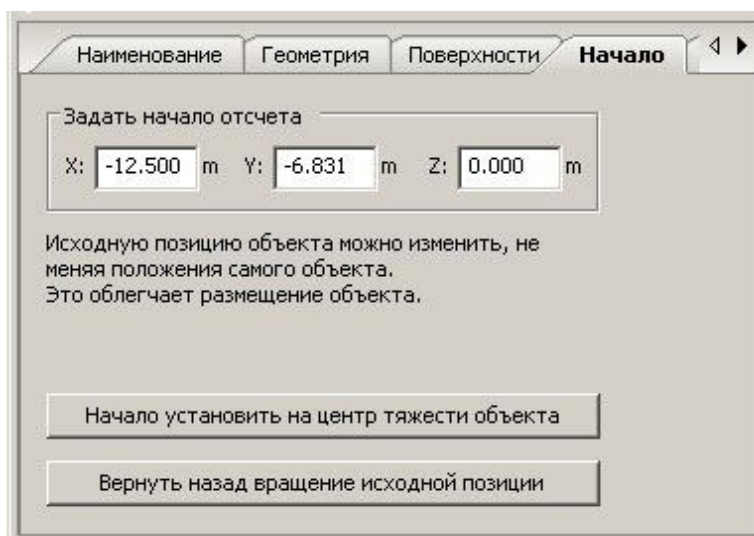 Наименование Геометрия Поверхности Начало
Задать начало отсчета
X: -12.500 m Y: -6.831 m Z: 0.000 m
Исходную позицию объекта можно изменить, не
меняя положения самого объекта.
Это облегчает размещение объекта.
Начало установить на центр тяжести объекта
Вернуть назад вращение исходной позиции